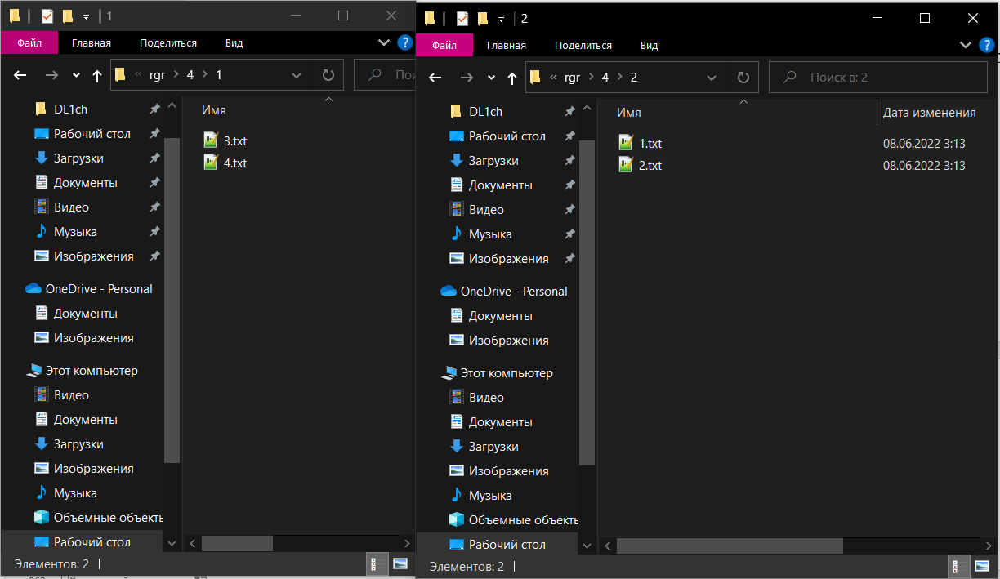 1
Файл Главная Поделиться Вид
« rgr > 4 > 1
DL1ch
Рабочий стол
Загрузки
Документы
Видео
Музыка
Изображения
OneDrive - Personal
Документы
Изображения
Этот компьютер
Видео
Документы
Загрузки
Изображения
Музыка
Объемные объекты
Рабочий стол
Имя
3.txt
4.txt
Элементов: 2
2
Файл Главная Поделиться Вид
« rgr > 4 > 2
Поиск в: 2
DL1ch
Рабочий стол
Загрузки
Документы
Видео
Музыка
Изображения
OneDrive - Personal
Документы
Изображения
Этот компьютер
Видео
Документы
Загрузки
Изображения
Музыка
Объемные объекты
Рабочий стол
Имя Дата изменения
1.txt 08.06.2022 3:13
2.txt 08.06.2022 3:13
Элементов: 2